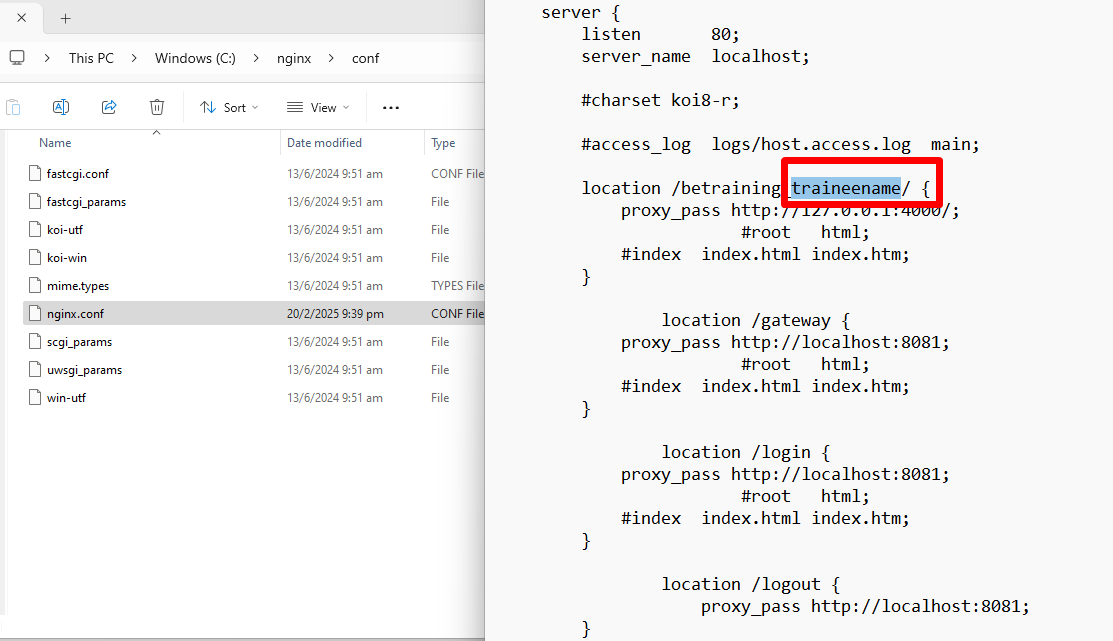 This PC > Windows (C:) > nginx > conf
Sort View
Name Date modified Type
fastcgi.conf 13/6/2024 9:51 am CONF File
fastcgi_params 13/6/2024 9:51 am File
koi-utf 13/6/2024 9:51 am File
koi-win 13/6/2024 9:51 am File
mime.types 13/6/2024 9:51 am TYPES File
nginx.conf 20/2/2025 9:39 pm CONF File
scgi_params 13/6/2024 9:51 am File
uwsgi_params 13/6/2024 9:51 am File
win-utf 13/6/2024 9:51 am File
server {
listen 80;
server_name localhost;
#charset koi8-r;
#access_log logs/host.access.log main;
location /betraining_traineename/ {
proxy_pass http://127.0.0.1:4000/;
#root html;
#index index.html index.htm;
}
location /gateway {
proxy_pass http://localhost:8081;
#root html;
#index index.html index.htm;
}
location /login {
proxy_pass http://localhost:8081;
#root html;
#index index.html index.htm;
}
location /logout {
proxy_pass http://localhost:8081;
}